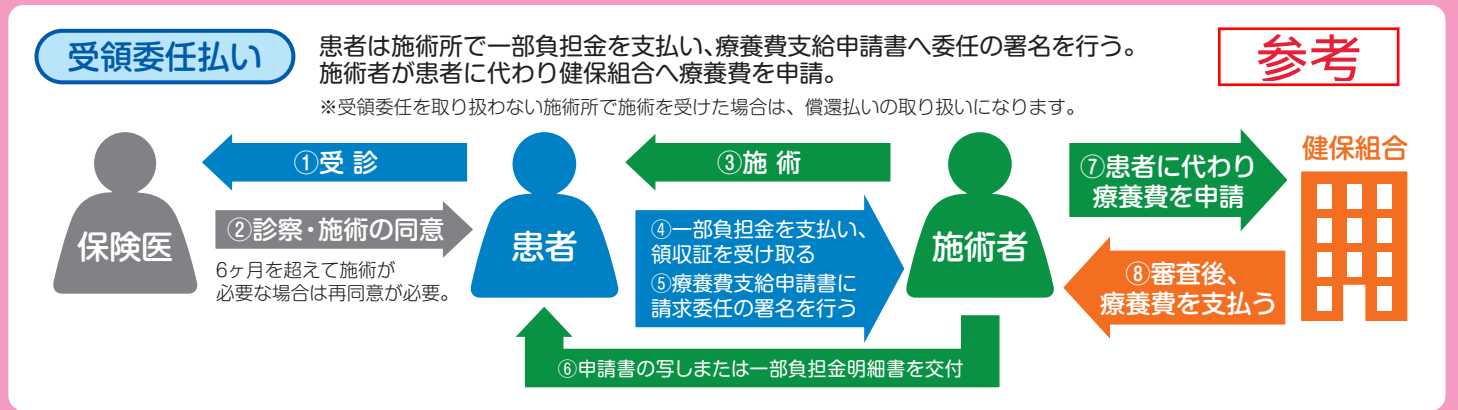 受領委任払い
患者は施術所で一部負担金を支払い、療養費支給申請書へ委任の署名を行う。
施術者が患者に代わり健保組合へ療養費を申請。
※受領委任を取り扱わない施術所で施術を受けた場合は、償還払いの取り扱いになります。
参考
保険医
①受 診
②診察・施術の同意
6ヶ月を超えて施術が
必要な場合は再同意が必要。
患者
③施 術
④一部負担金を支払い、
領収証を受け取る
⑤療養費支給申請書に
請求委任の署名を行う
⑥申請書の写しまたは一部負担金明細書を交付
施術者
⑦患者に代わり
療養費を申請
⑧審査後、
療養費を支払う
健保組合